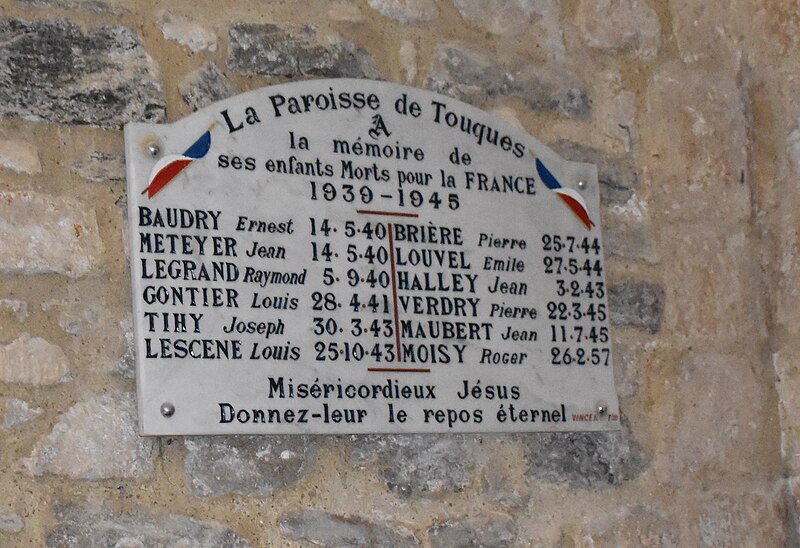 La Paroisse de Touques
A
la mémoire de
ses enfants Morts pour la FRANCE
1939-1945
BAUDRY Ernest 14.5.40
METEYER Jean 14.5.40
LEGRAND Raymond 5.9.40
GONTIER Louis 28.4.41
TIHY Joseph 30.3.43
LESCENE Louis 25.10.43
BRIÈRE Pierre 25.7.44
LOUVEL Emile 27.5.44
HALLEY Jean 3.2.43
VERDRY Pierre 22.3.45
MAUBERT Jean 11.7.45
MOISY Roger 26.2.57
Miséricordieux Jésus
Donnez-leur le repos éternel